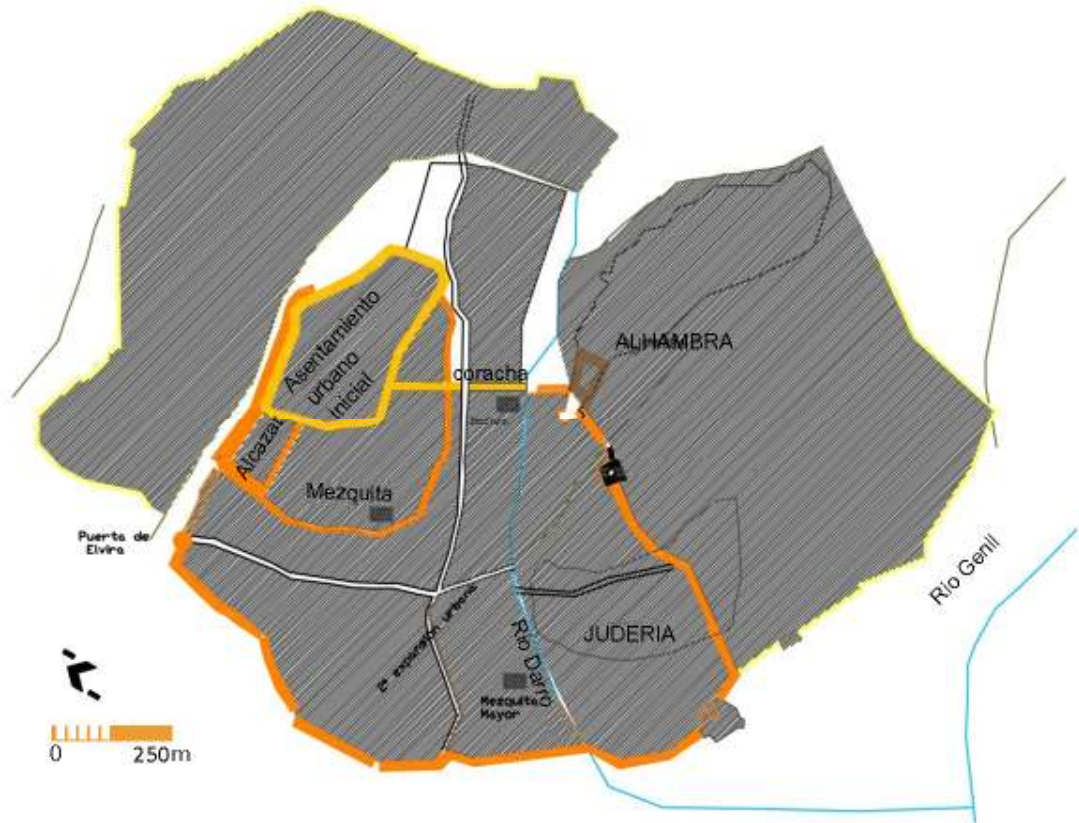 Asentamiento
urbano
inicial
Alcazar
coracha
ALHAMBRA
Mezquita
Puerta de
Elvira
2ª expansión urbana
Rio Darro
JUDERIA
Rio Genil
Mezquita
Mayor
0 250m